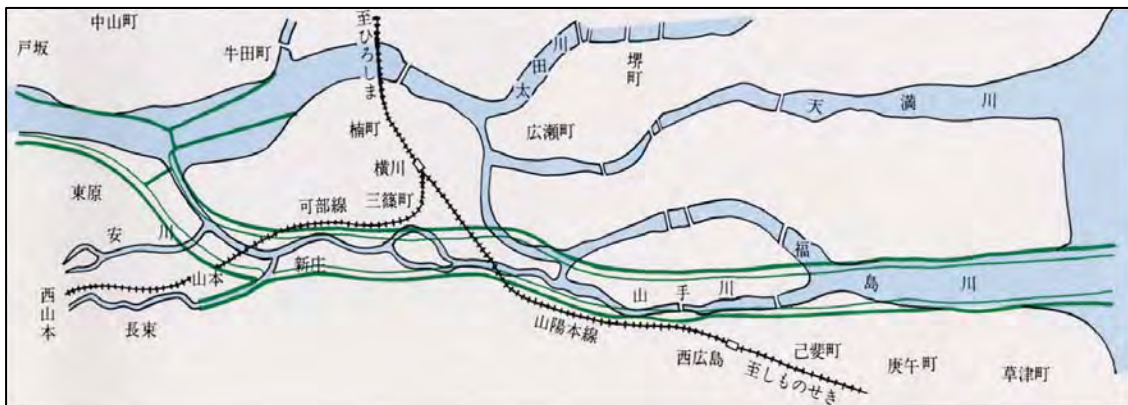 中山町
戸坂
牛田町
至ひろしま
太田川
堺町
天満川
楠町
広瀬町
横川
東原
三篠町
可部線
安川
福島川
新庄
山本
山手川
西山本
長束
山陽本線
西広島
己斐町
庚午町
草津町
至しものせき